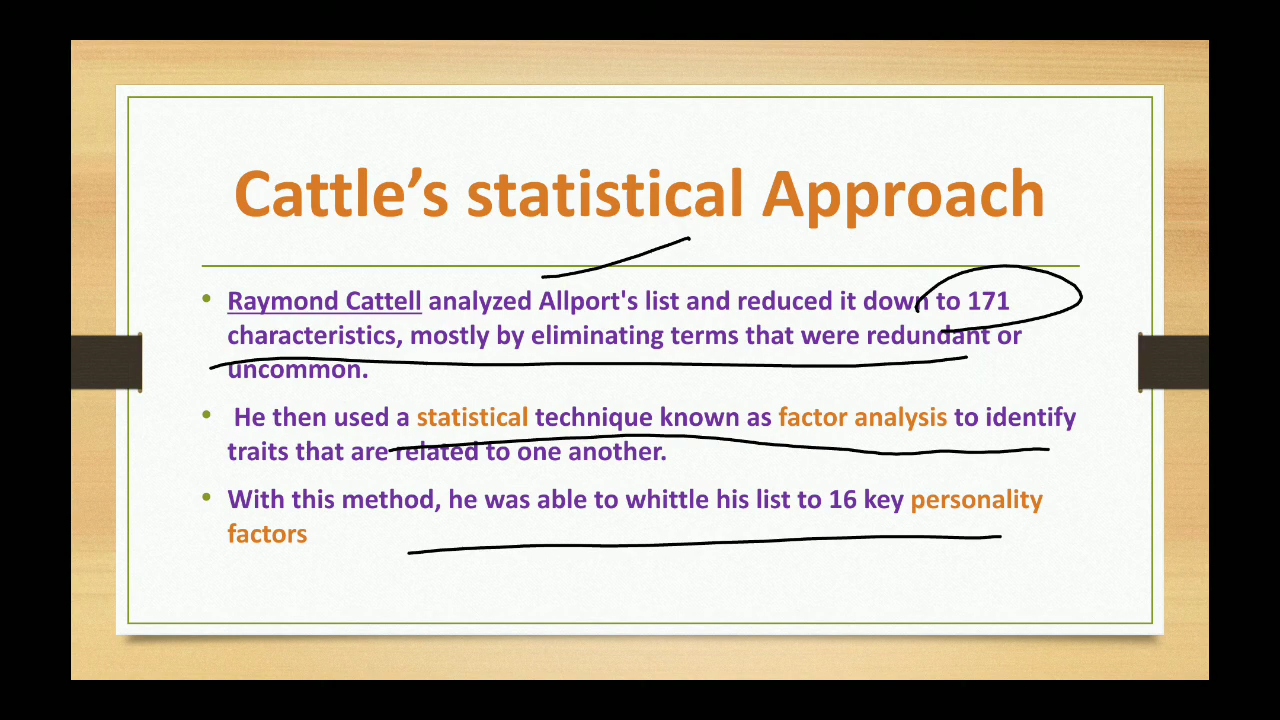 Cattle’s statistical Approach
• Raymond Cattell analyzed Allport's list and reduced it down to 171
characteristics, mostly by eliminating terms that were redundant or
uncommon.
• He then used a statistical technique known as factor analysis to identify
traits that are related to one another.
• With this method, he was able to whittle his list to 16 key personality
factors